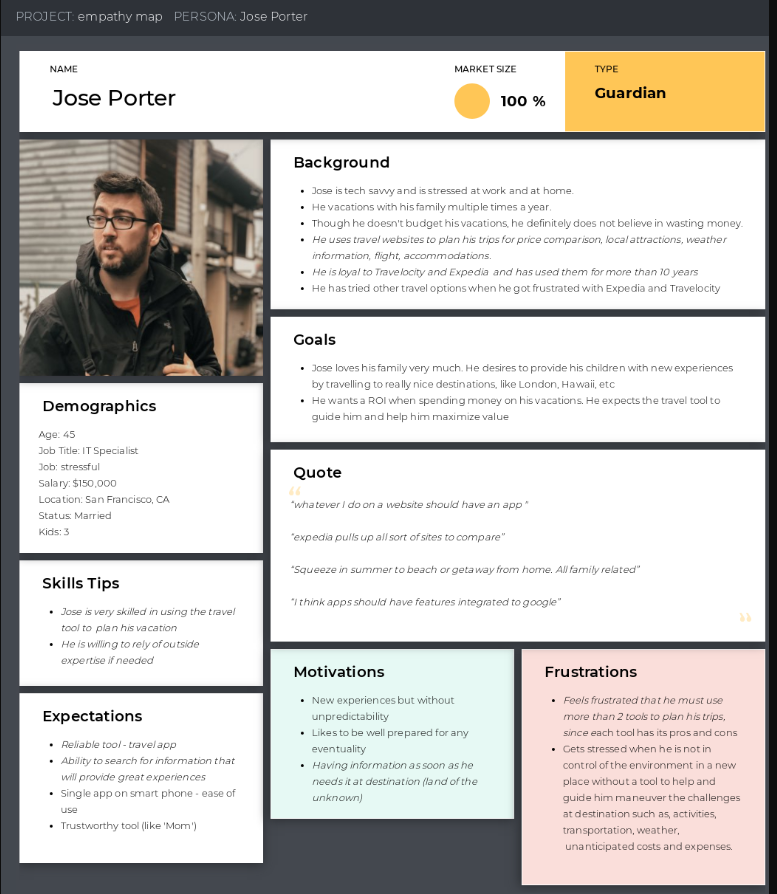 PROJECT: empathy map PERSONA: Jose Porter
NAME
Jose Porter
MARKET SIZE
100 %
TYPE
Guardian
Background
• Jose is tech savvy and is stressed at work and at home.
• He vacations with his family multiple times a year.
• Though he doesn't budget his vacations, he definitely does not believe in wasting money.
• He uses travel websites to plan his trips for price comparison, local attractions, weather
information, flight, accommodations.
• He is loyal to Travelocity and Expedia and has used them for more than 10 years
• He has tried other travel options when he got frustrated with Expedia and Travelocity
Goals
• Jose loves his family very much. He desires to provide his children with new experiences
by travelling to really nice destinations, like London, Hawaii, etc
• He wants a ROI when spending money on his vacations. He expects the travel tool to
guide him and help him maximize value
Demographics
Age: 45
Job Title: IT Specialist
Job: stressful
Salary: $150,000
Location: San Francisco, CA
Status: Married
Kids: 3
Quote
“
"whatever I do on a website should have an app "
"expedia pulls up all sort of sites to compare"
"Squeeze in summer to beach or getaway from home. All family related"
"I think apps should have features integrated to google"
”
Skills Tips
• Jose is very skilled in using the travel
tool to plan his vacation
• He is willing to rely of outside
expertise if needed
Expectations
• Reliable tool - travel app
• Ability to search for information that
will provide great experiences
• Single app on smart phone - ease of
use
• Trustworthy tool (like 'Mom')
Motivations
• New experiences but without
unpredictability
• Likes to be well prepared for any
eventuality
• Having information as soon as he
needs it at destination (land of the
unknown)
Frustrations
• Feels frustrated that he must use
more than 2 tools to plan his trips,
since each tool has its pros and cons
• Gets stressed when he is not in
control of the environment in a new
place without a tool to help and
guide him maneuver the challenges
at destination such as, activities,
transportation, weather,
unanticipated costs and expenses.